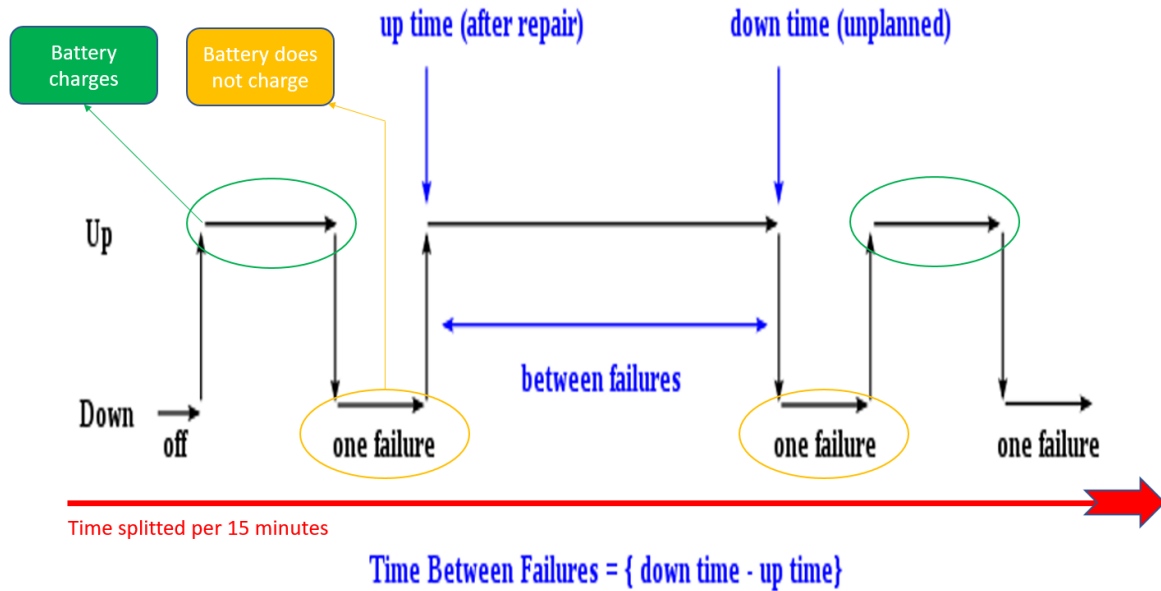 up time (after repair)
down time (unplanned)
Battery
charges
Battery does
not charge
Up
between failures
Down
off
one failure
one failure
one failure
Time splitted per 15 minutes
Time Between Failures = { down time - up time}